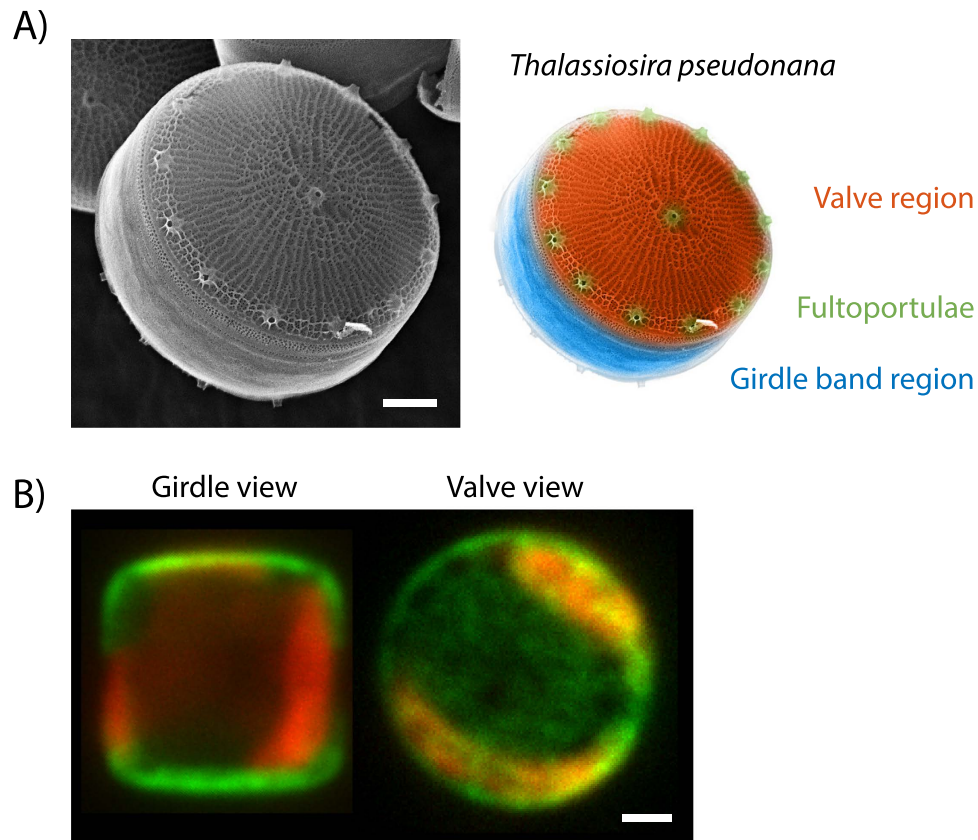 A)
Thalassiosira pseudonana
Valve region
Fultoportulae
Girdle band region
B)
Girdle view
Valve view